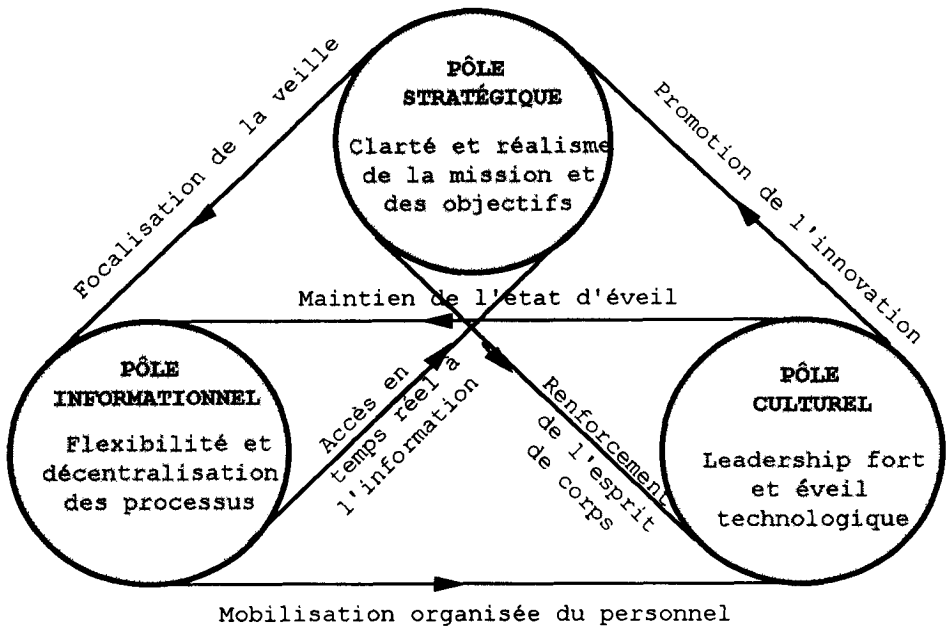 PÔLE
STRATÉGIQUE
Clarté et réalisme
de la mission et
des objectifs
Focalisation de la veille
Promotion de l'innovation
Maintien de l'état d'éveil
PÔLE
INFORMATIONNEL
Flexibilité et
décentralisation
des processus
Accès en
temps réel à
l'information
Renforcement
de l'esprit
de corps
PÔLE
CULTUREL
Leadership fort
et éveil
technologique
Mobilisation organisée du personnel